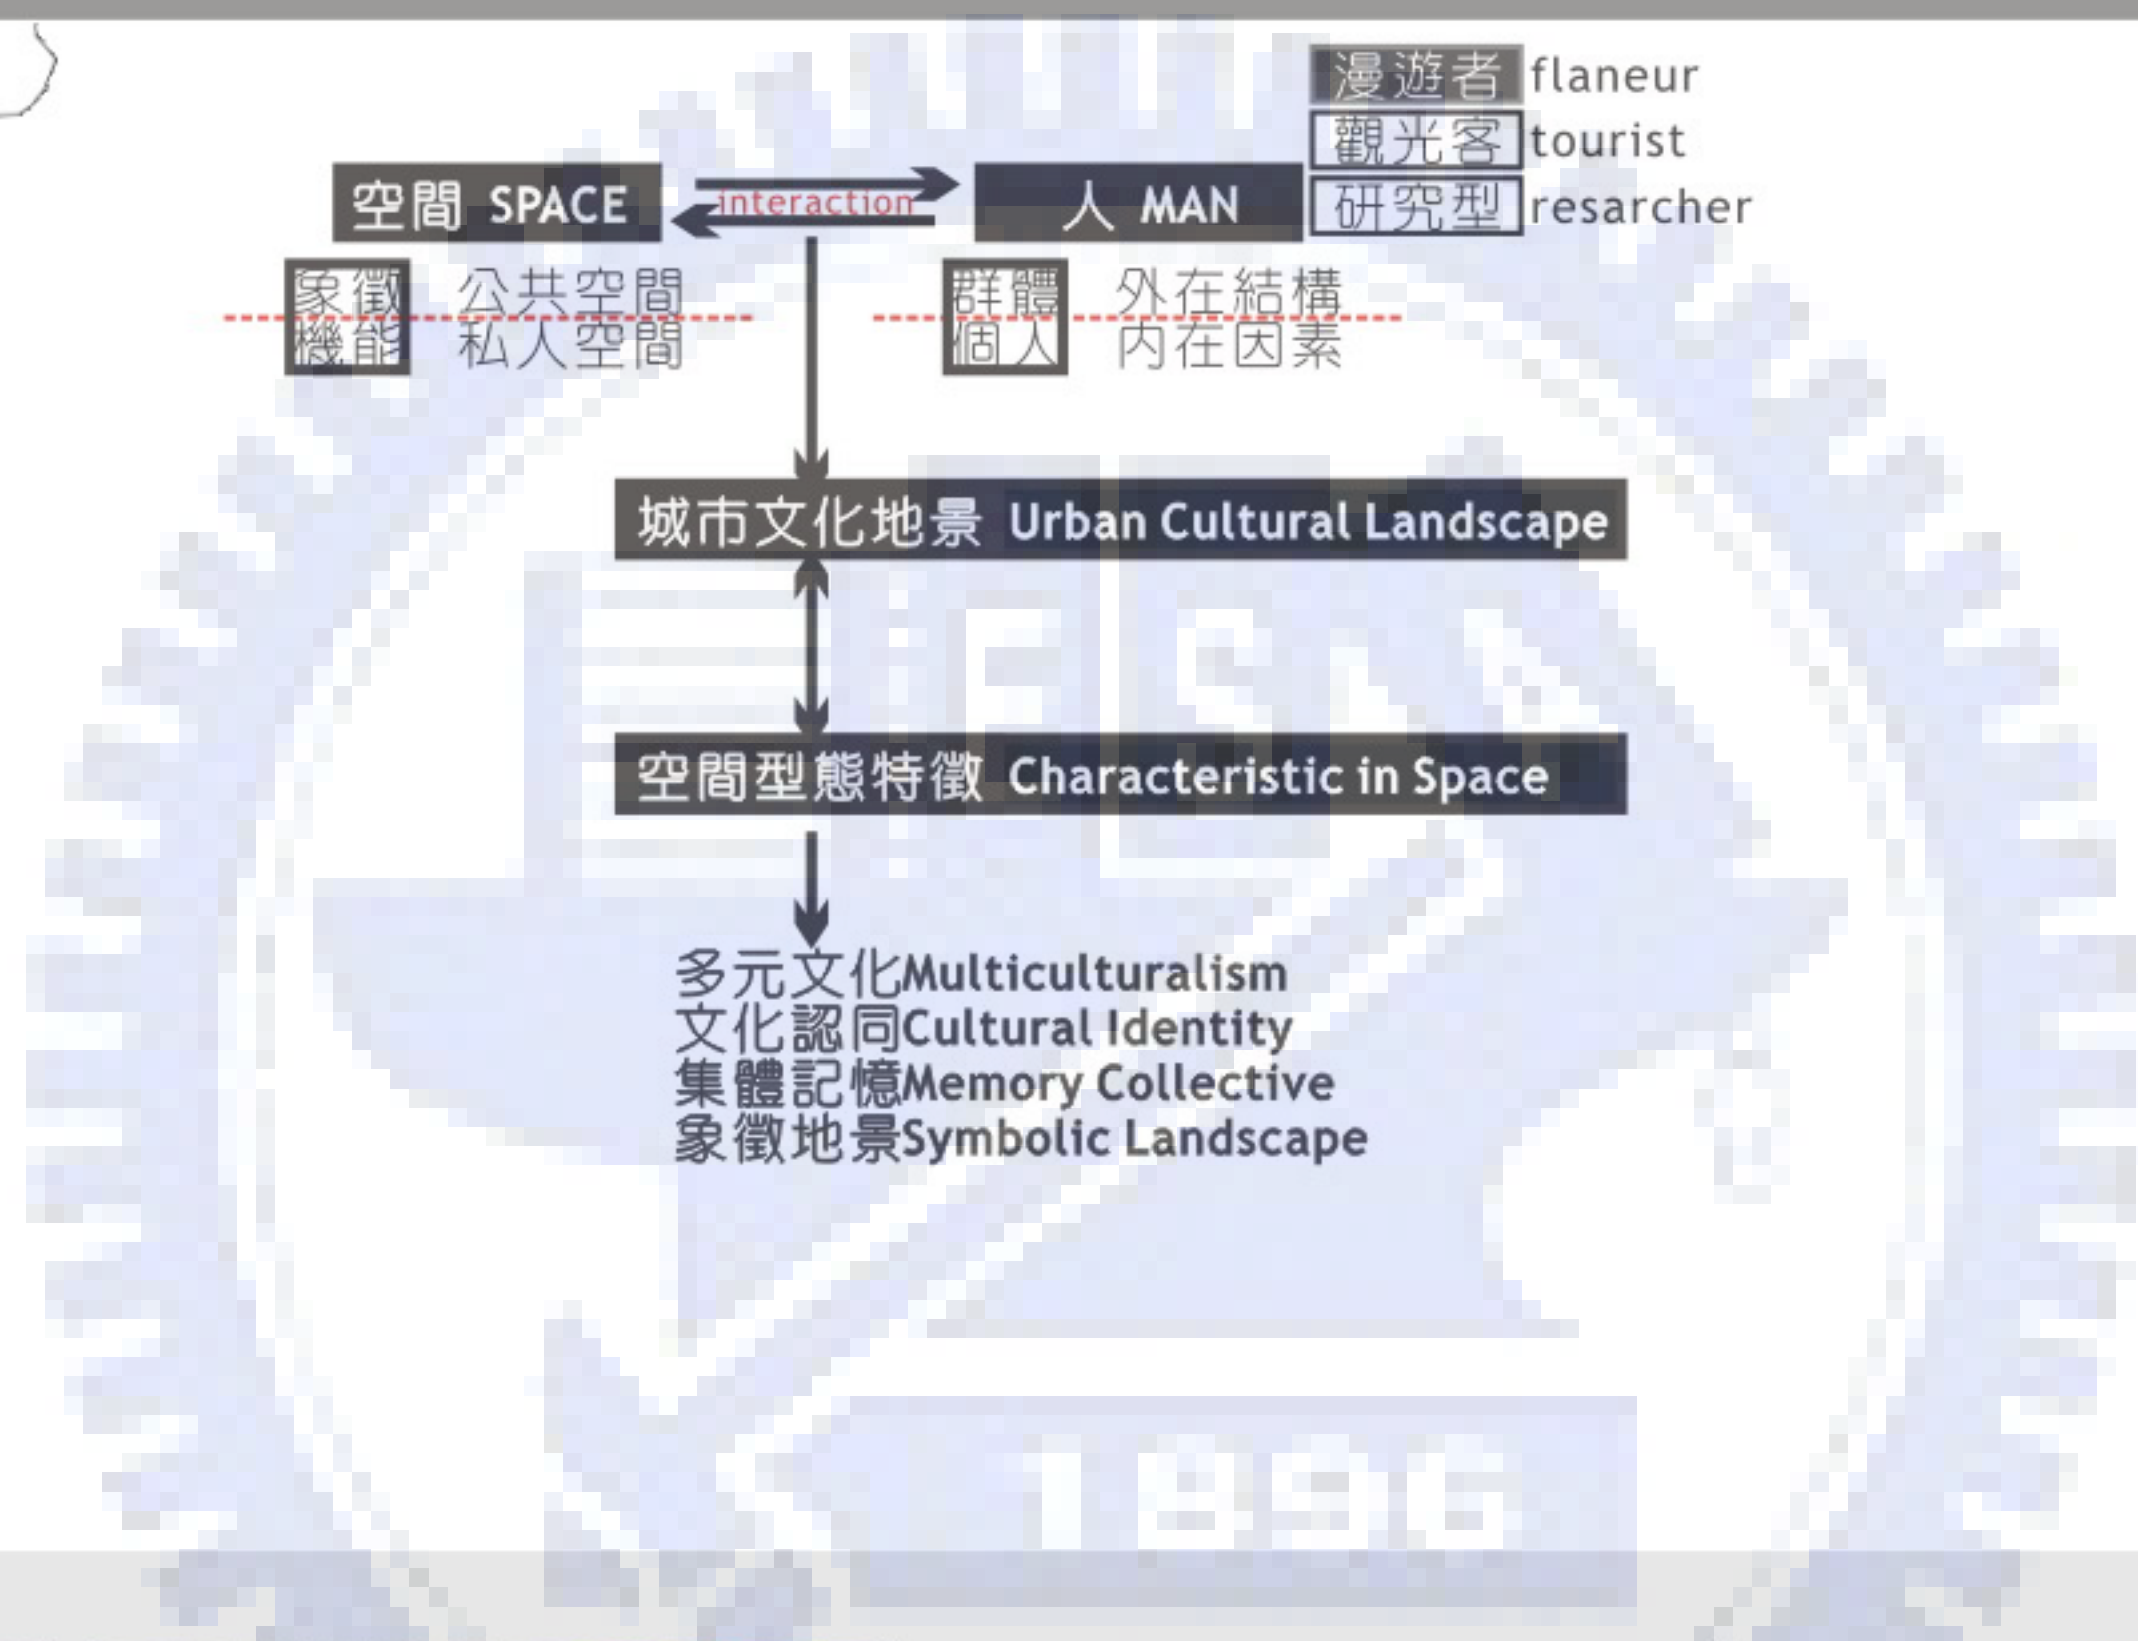 漫遊者 flaneur
觀光客 tourist
研究型 resarcher
空間 SPACE
interaction
人 MAN
象徵 公共空間
機能 私人空間
群體 外在結構
個人 內在因素
城市文化地景 Urban Cultural Landscape
空間型態特徵 Characteristic in Space
多元文化Multiculturalism
文化認同Cultural Identity
集體記憶Memory Collective
象徵地景Symbolic Landscape
ESA
1896